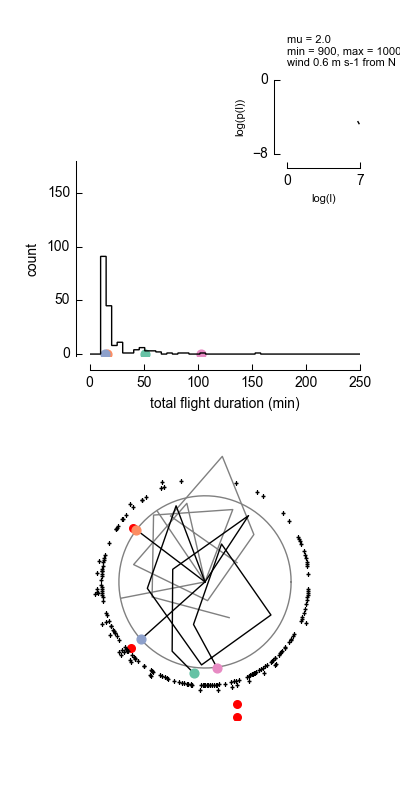 mu = 2.0
min = 900, max = 1000
wind 0.6 m s-1 from N
log(p(l))
0
−8
0 7
log(l)
count
150
100
50
0
0 50 100 150 200 250
total flight duration (min)